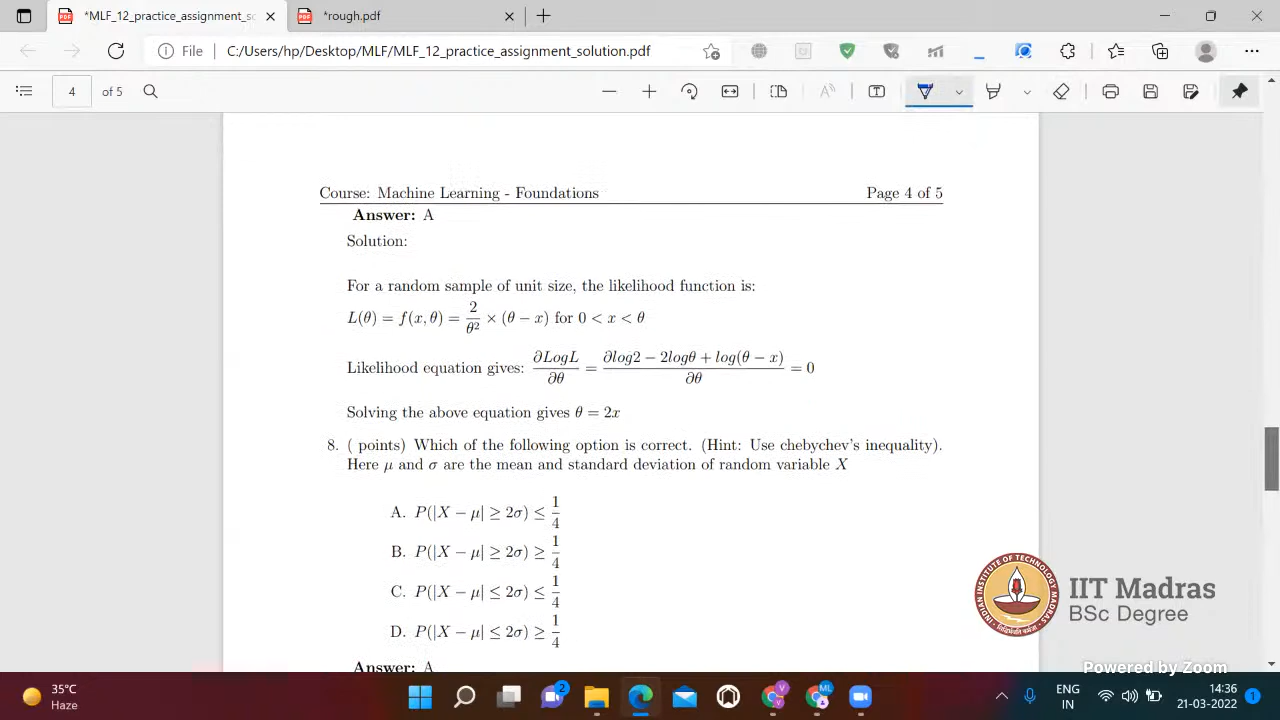 *MLF_12_practice_assignment_so
*rough.pdf
File C:/Users/hp/Desktop/MLF/MLF_12_practice_assignment_solution.pdf
4 of 5
Course: Machine Learning - Foundations Page 4 of 5
Answer: A
Solution:
For a random sample of unit size, the likelihood function is:
L(θ) = f(x, θ) = 2/θ² × (θ − x) for 0 < x < θ
Likelihood equation gives: ∂LogL/∂θ = ∂log2 − 2logθ + log(θ − x)/∂θ = 0
Solving the above equation gives θ = 2x
8. ( points) Which of the following option is correct. (Hint: Use chebychev's inequality).
Here μ and σ are the mean and standard deviation of random variable X
A. P(|X − μ| ≥ 2σ) ≤ 1/4
B. P(|X − μ| ≥ 2σ) ≥ 1/4
C. P(|X − μ| ≤ 2σ) ≤ 1/4
D. P(|X − μ| ≤ 2σ) ≥ 1/4
Answer: A
IIT Madras
BSc Degree
Powered by Zoom
35°C
Haze
ENG
IN
14:36
21-03-2022